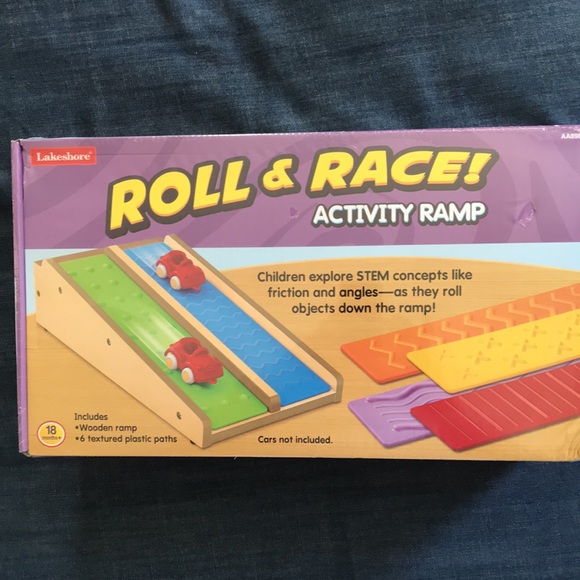 Lakeshore
ROLL & RACE!
ACTIVITY RAMP
Children explore STEM concepts like
friction and angles—as they roll
objects down the ramp!
Includes
•Wooden ramp
•6 textured plastic paths
18
months+
Cars not included.